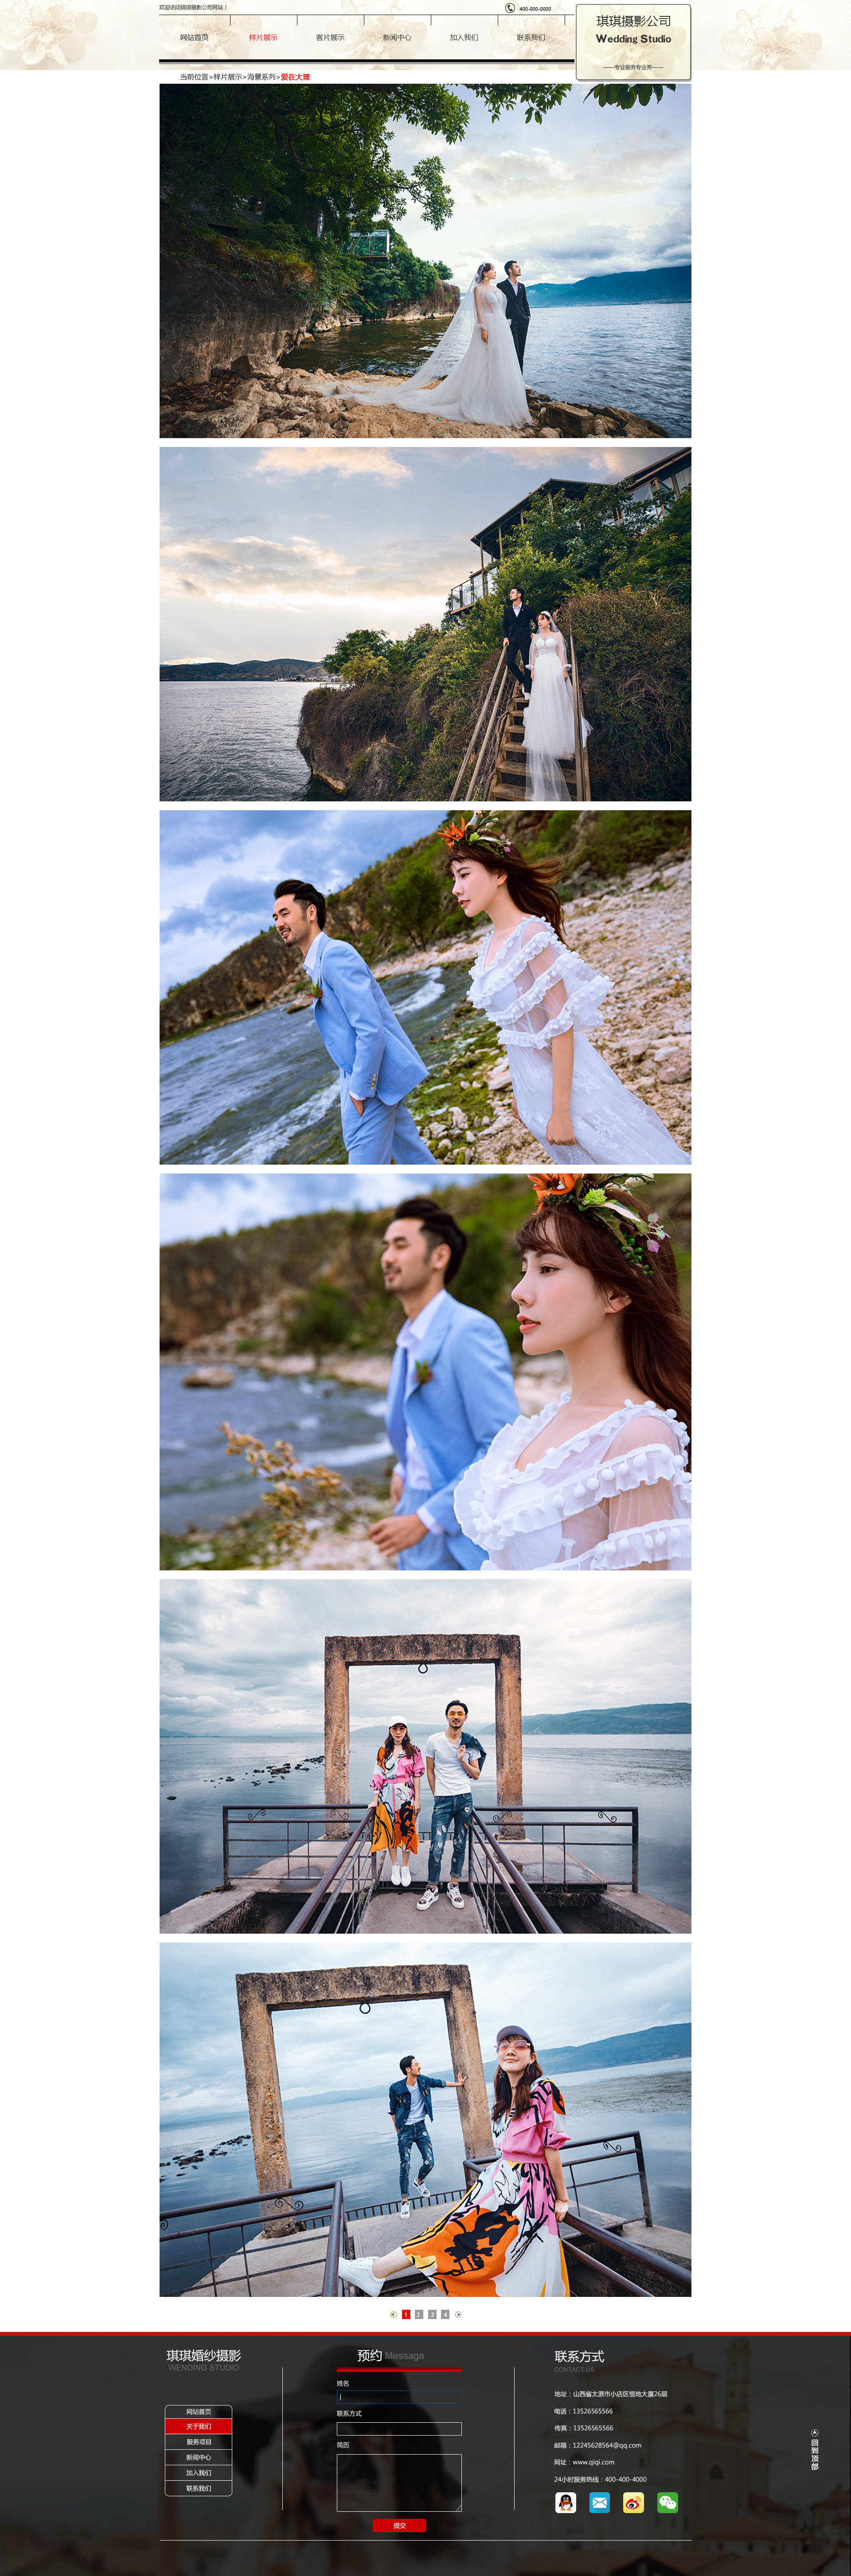 欢迎访问琪琪摄影公司网站！
400-000-0000
琪琪摄影公司
Wedding Studio
——专业服务专业秀——
网站首页 样片展示 客片展示 新闻中心 加入我们 联系我们
当前位置>样片展示>海景系列>爱在大理
1 2 3 4
琪琪婚纱摄影
WENDING STUDIO
网站首页
关于我们
服务项目
新闻中心
加入我们
联系我们
预约 Message
姓名
联系方式
简历
提交
联系方式
CONTACT US
地址：山西省太原市小店区恒地大厦26层
电话：13526565566
传真：13526565566
邮箱：12245628564@qq.com
网址：www.qiqi.com
24小时服务热线：400-400-4000
回到顶部